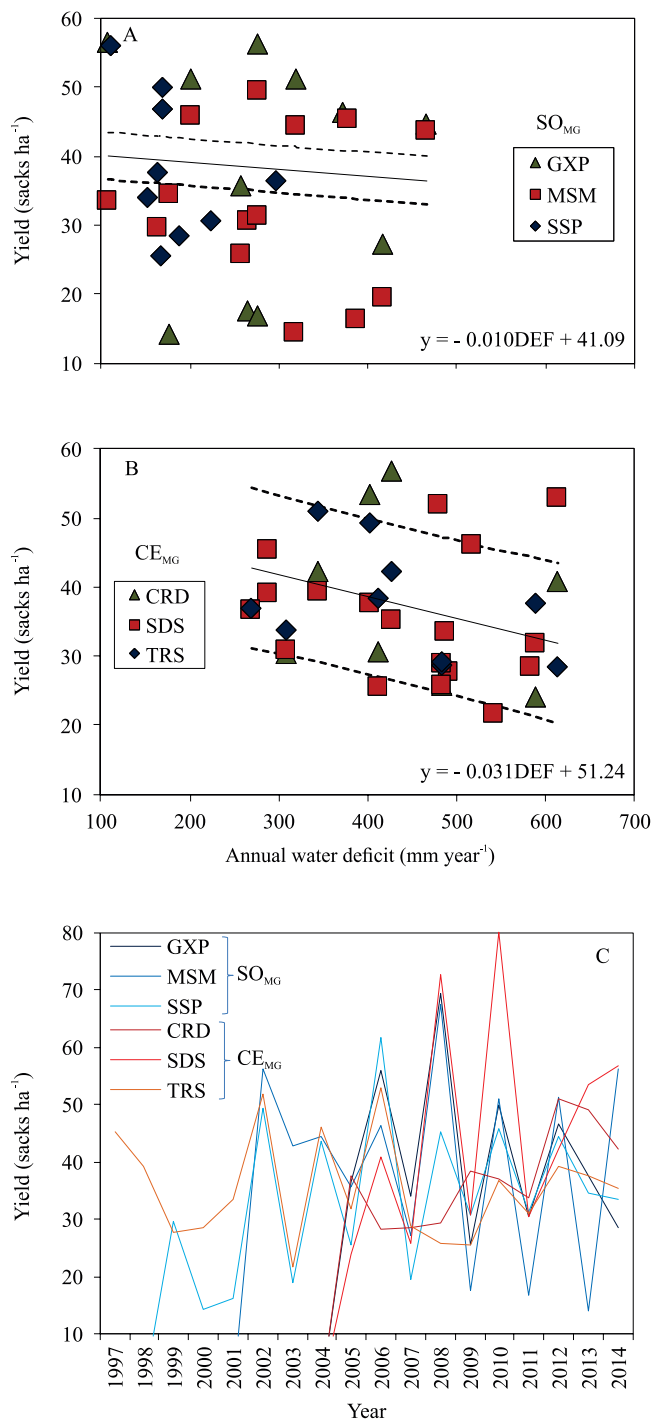 60
50
40
30
20
10
Yield (sacks ha⁻¹)
A
SO_MG
GXP
MSM
SSP
y = - 0.010DEF + 41.09
60
50
40
30
20
10
Yield (sacks ha⁻¹)
B
CE_MG
CRD
SDS
TRS
y = - 0.031DEF + 51.24
100 200 300 400 500 600 700
Annual water deficit (mm year⁻¹)
80
70
60
50
40
30
20
10
Yield (sacks ha⁻¹)
C
GXP
MSM
SSP
SO_MG
CRD
SDS
TRS
CE_MG
1997 1998 1999 2000 2001 2002 2003 2004 2005 2006 2007 2008 2009 2010 2011 2012 2013 2014
Year